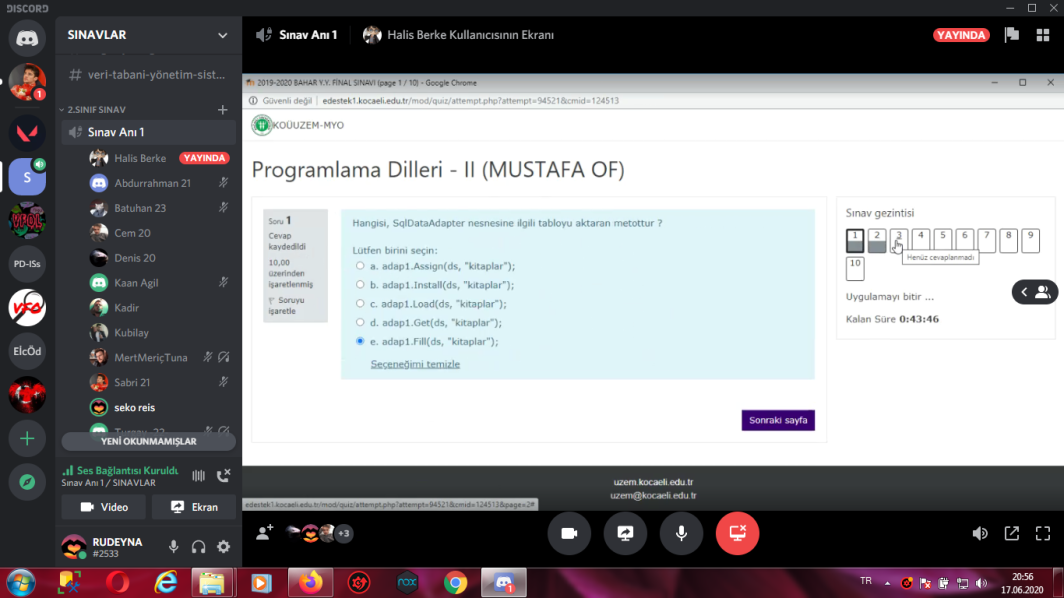 DISCORD
SINAVLAR
# veri-tabani-yönetim-sist...
2.SINIF SINAV
Sınav Anı 1
Halis Berke YAYINDA
Abdurrahman 21
Batuhan 23
Cem 20
Denis 20
Kaan Agil
Kadir
Kubilay
MertMeriçTuna
Sabri 21
seko reis
YENİ OKUNMAMIŞLAR
Ses Bağlantısı Kuruldu
Sınav Anı 1 / SINAVLAR
Video
Ekran
RUDEYNA
#2533
1
S
PD-ISs
ElcÖd
Sınav Anı 1
Halis Berke Kullanıcısının Ekranı
YAYINDA
2019-2020 BAHAR Y.Y. FİNAL SINAVI (page 1 / 10) - Google Chrome
Güvenli değil | edestek1.kocaeli.edu.tr/mod/quiz/attempt.php?attempt=94521&cmid=124513
KOÜUZEM-MYO
Programlama Dilleri - II (MUSTAFA OF)
Soru 1
Cevap
kaydedildi
10,00
üzerinden
işaretlenmiş
Soruyu
işaretle
Hangisi, SqlDataAdapter nesnesine ilgili tabloyu aktaran metottur ?
Lütfen birini seçin:
a. adap1.Assign(ds, "kitaplar");
b. adap1.Install(ds, "kitaplar");
c. adap1.Load(ds, "kitaplar");
d. adap1.Get(ds, "kitaplar");
e. adap1.Fill(ds, "kitaplar");
Seçeneğimi temizle
Sonraki sayfa
Sınav gezintisi
1 2 3 4 5 6 7 8 9
10
Henüz cevaplanmadı
Uygulamayı bitir ...
Kalan Süre 0:43:46
uzem.kocaeli.edu.tr
uzem@kocaeli.edu.tr
edestek1.kocaeli.edu.tr/mod/quiz/attempt.php?attempt=94521&cmid=124513&page=2#
+3
nox
1
TR
20:56
17.06.2020